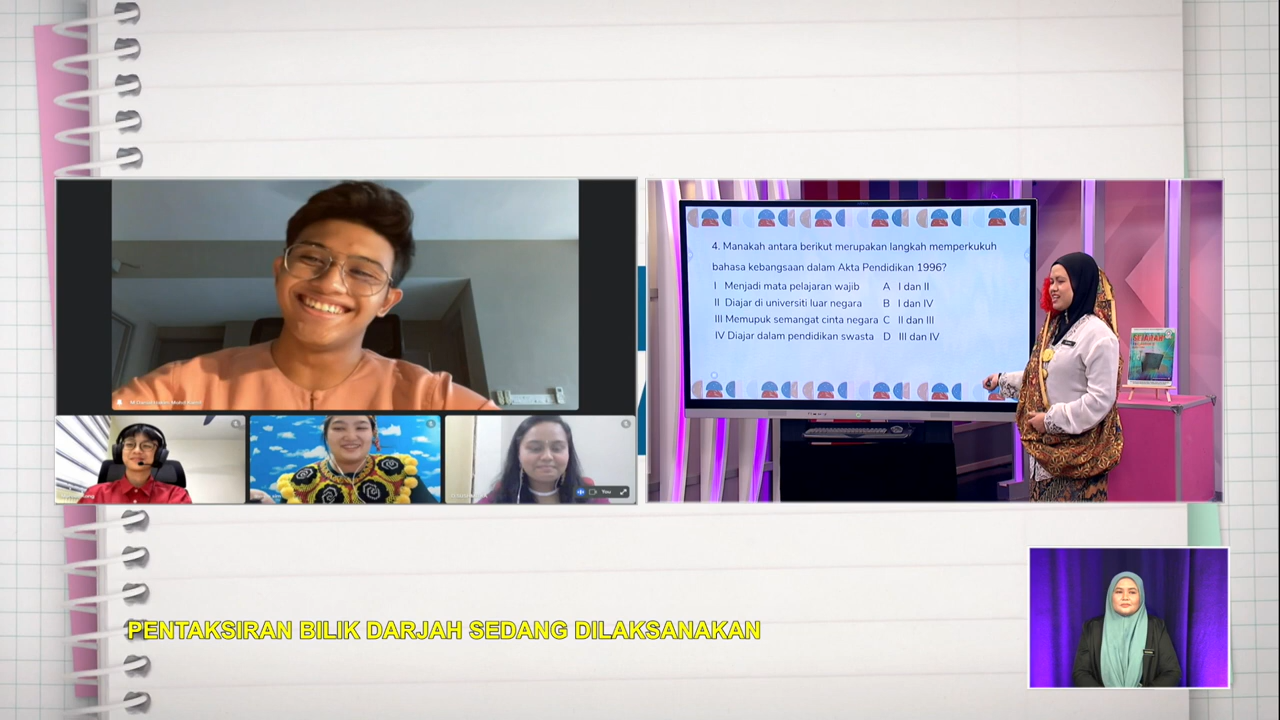 4. Manakah antara berikut merupakan langkah memperkukuh
bahasa kebangsaan dalam Akta Pendidikan 1996?
I Menjadi mata pelajaran wajib A I dan II
II Diajar di universiti luar negara B I dan IV
III Memupuk semangat cinta negara C II dan III
IV Diajar dalam pendidikan swasta D III dan IV
SEJARAH
You
PENTAKSIRAN BILIK DARJAH SEDANG DILAKSANAKAN